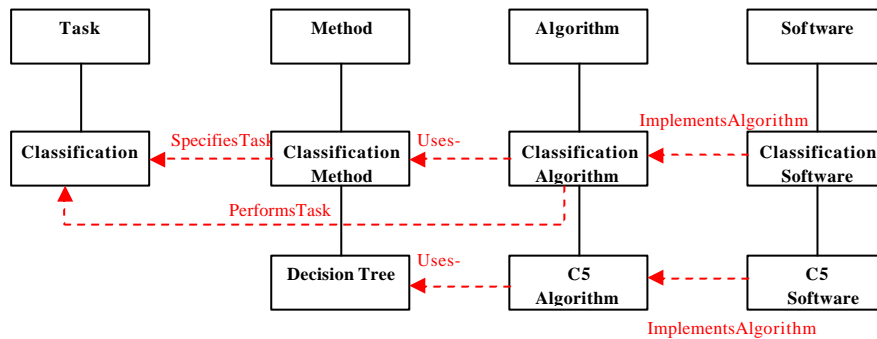 Task
Method
Algorithm
Software
ImplementsAlgorithm
SpecifiesTask
Uses-
Classification
Classification
Method
Classification
Algorithm
Classification
Software
PerformsTask
Uses-
Decision Tree
C5
Algorithm
C5
Software
ImplementsAlgorithm